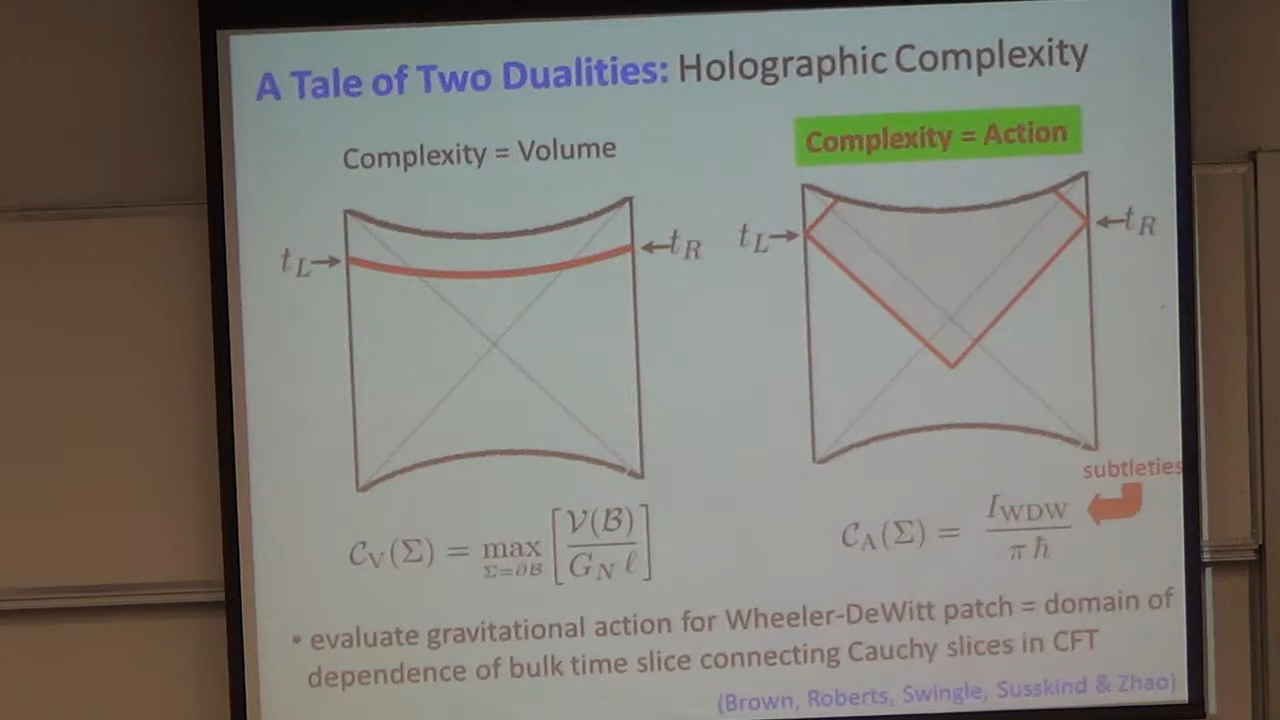 A Tale of Two Dualities: Holographic Complexity
Complexity = Volume
Complexity = Action
t_L→
←t_R
t_L→
←t_R
subtleties
C_V(Σ) = max_{Σ=∂B} [V(B) / G_N ℓ]
C_A(Σ) = I_WDW / π ħ
• evaluate gravitational action for Wheeler-DeWitt patch = domain of
dependence of bulk time slice connecting Cauchy slices in CFT
(Brown, Roberts, Swingle, Susskind & Zhao)